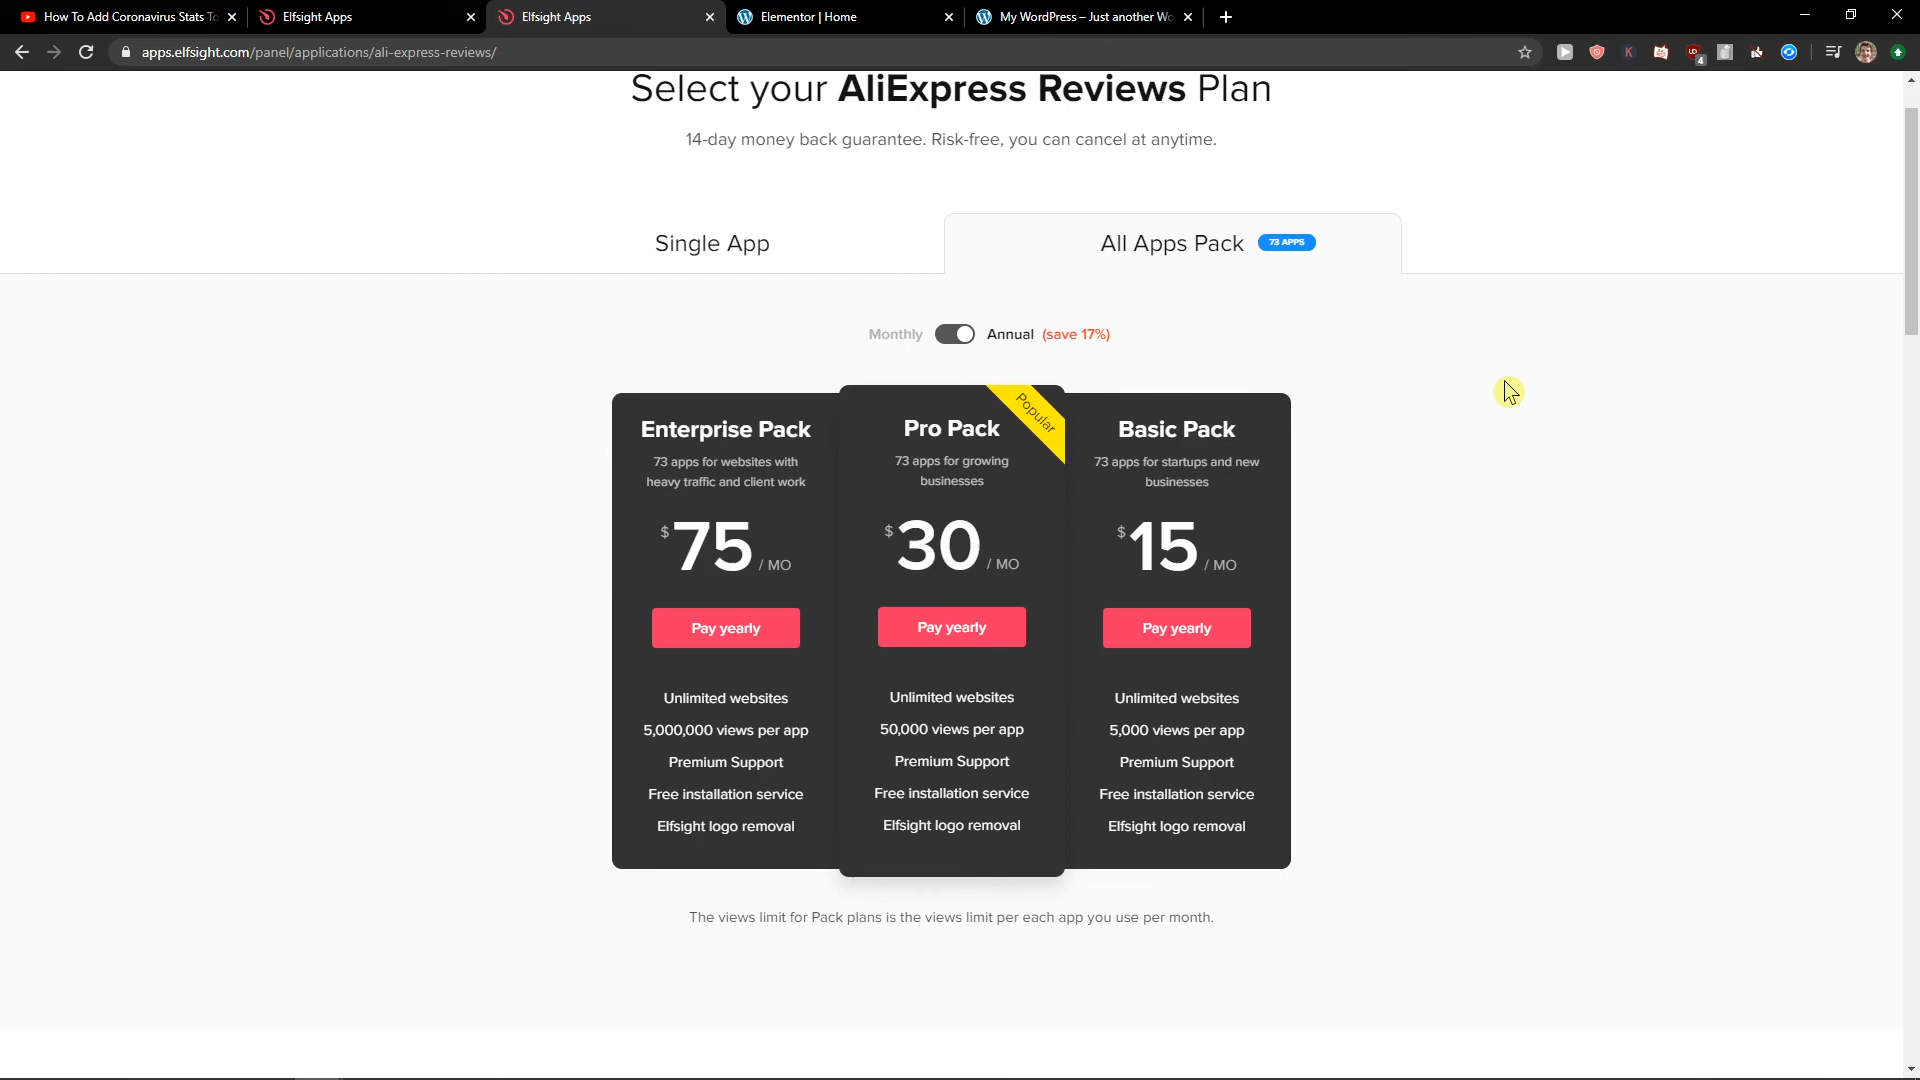 How To Add Coronavirus Stats To
Elfsight Apps
Elfsight Apps
Elementor | Home
My WordPress – Just another Wo
apps.elfsight.com/panel/applications/ali-express-reviews/
K
4
Select your AliExpress Reviews Plan
14-day money back guarantee. Risk-free, you can cancel at anytime.
Single App
All Apps Pack 73 APPS
Monthly Annual (save 17%)
Enterprise Pack
73 apps for websites with
heavy traffic and client work
$75 / MO
Pay yearly
Unlimited websites
5,000,000 views per app
Premium Support
Free installation service
Elfsight logo removal
Popular
Pro Pack
73 apps for growing
businesses
$30 / MO
Pay yearly
Unlimited websites
50,000 views per app
Premium Support
Free installation service
Elfsight logo removal
Basic Pack
73 apps for startups and new
businesses
$15 / MO
Pay yearly
Unlimited websites
5,000 views per app
Premium Support
Free installation service
Elfsight logo removal
The views limit for Pack plans is the views limit per each app you use per month.